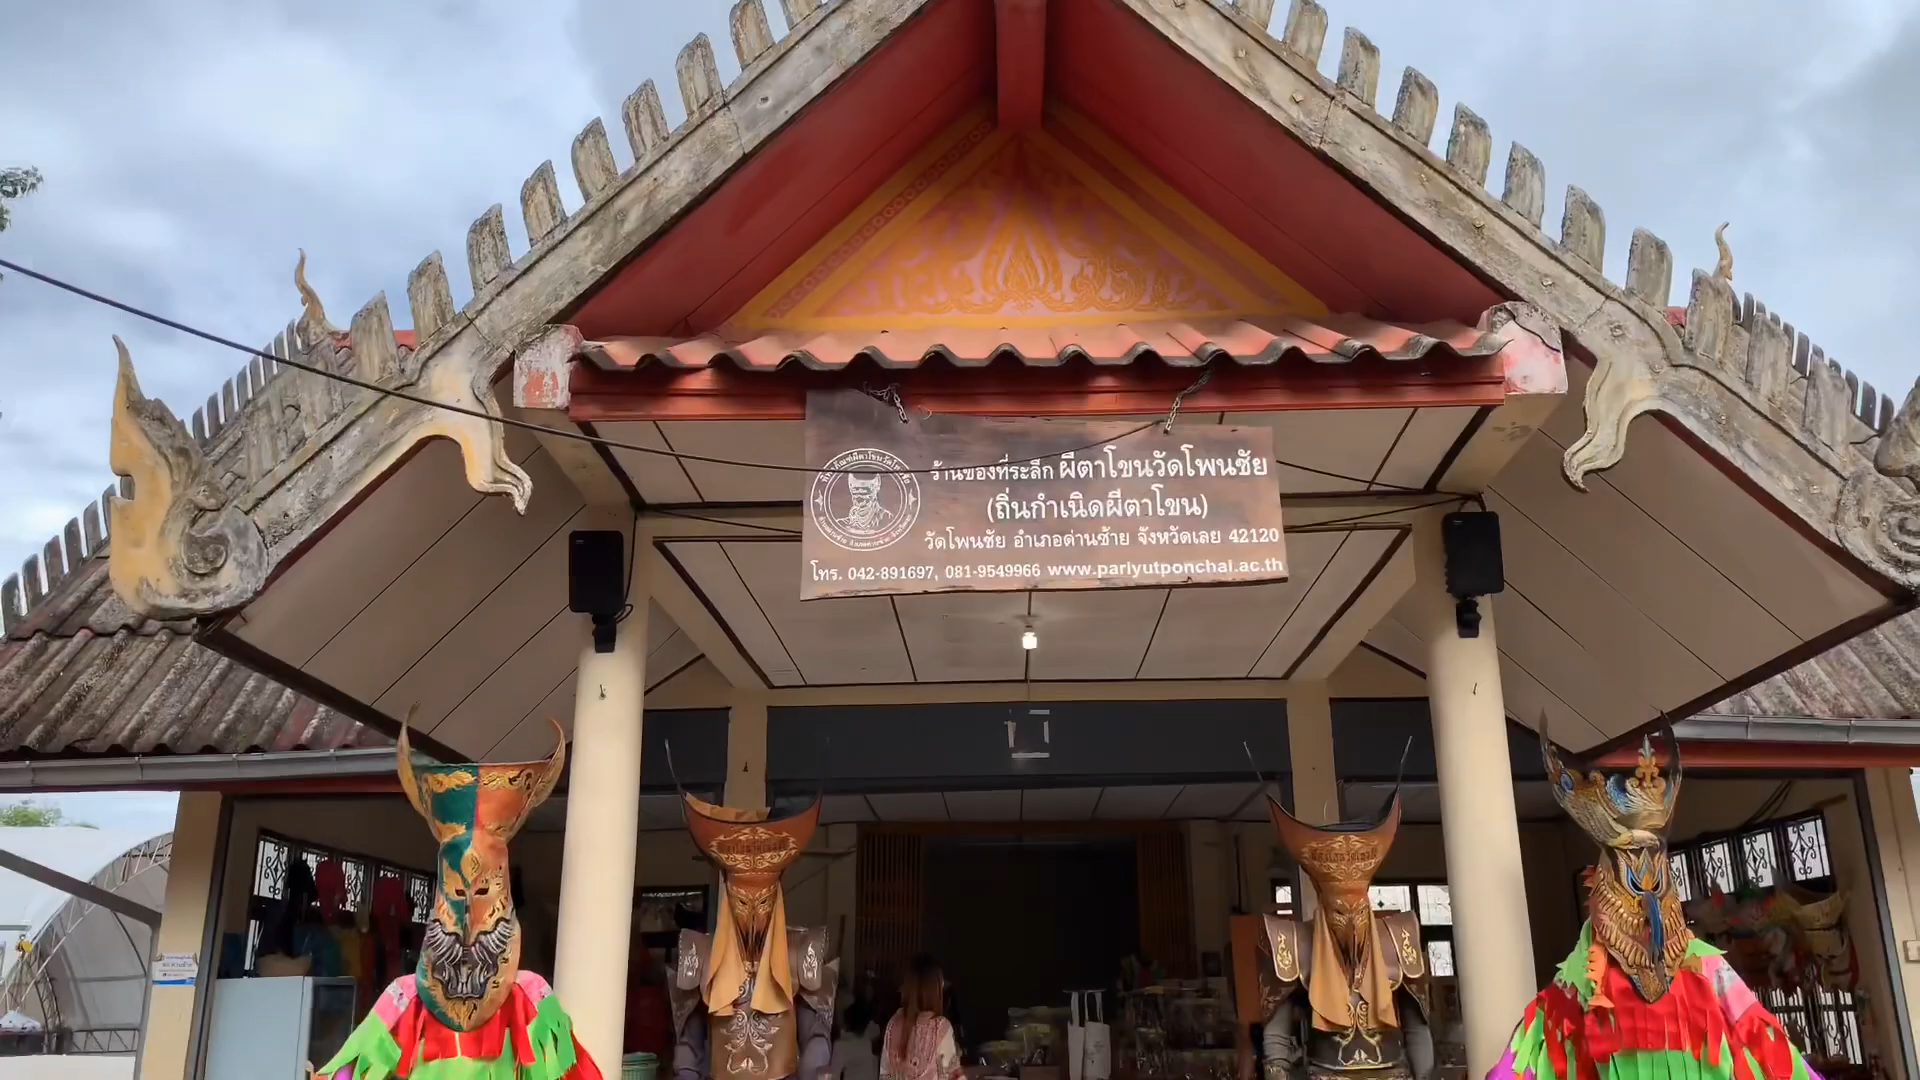 ร้านของที่ระลึก ผีตาโขนวัดโพนชัย
(ถิ่นกำเนิดผีตาโขน)
วัดโพนชัย อำเภอด่านซ้าย จังหวัดเลย 42120
โทร. 042-891697, 081-9549966 www.pariyutponchai.ac.th